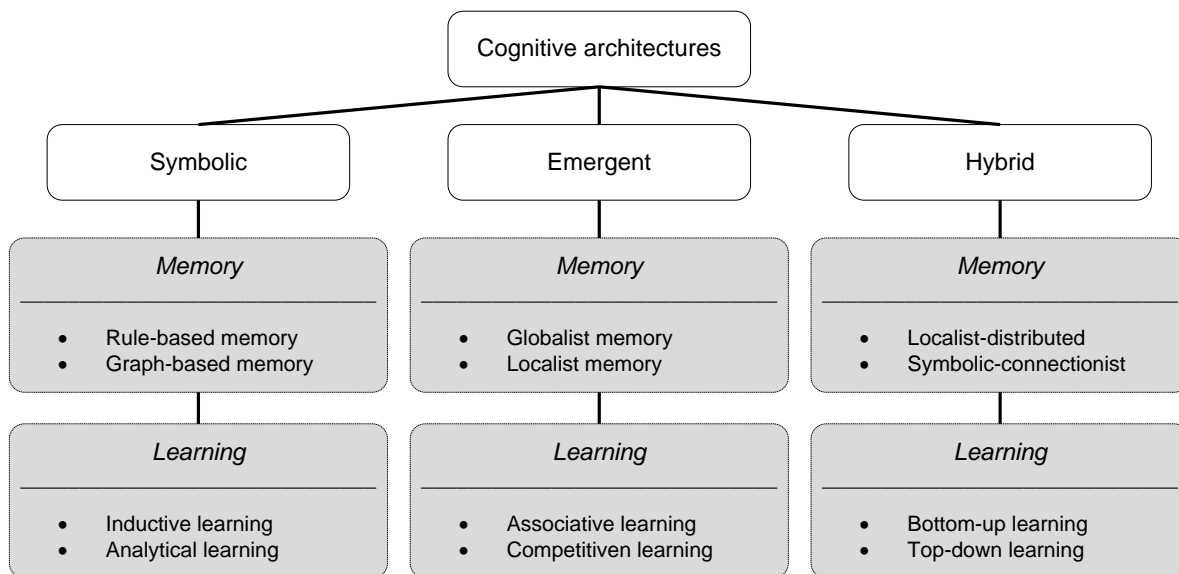 Cognitive architectures
Symbolic
Emergent
Hybrid
Memory
• Rule-based memory
• Graph-based memory
Memory
• Globalist memory
• Localist memory
Memory
• Localist-distributed
• Symbolic-connectionist
Learning
• Inductive learning
• Analytical learning
Learning
• Associative learning
• Competitiven learning
Learning
• Bottom-up learning
• Top-down learning